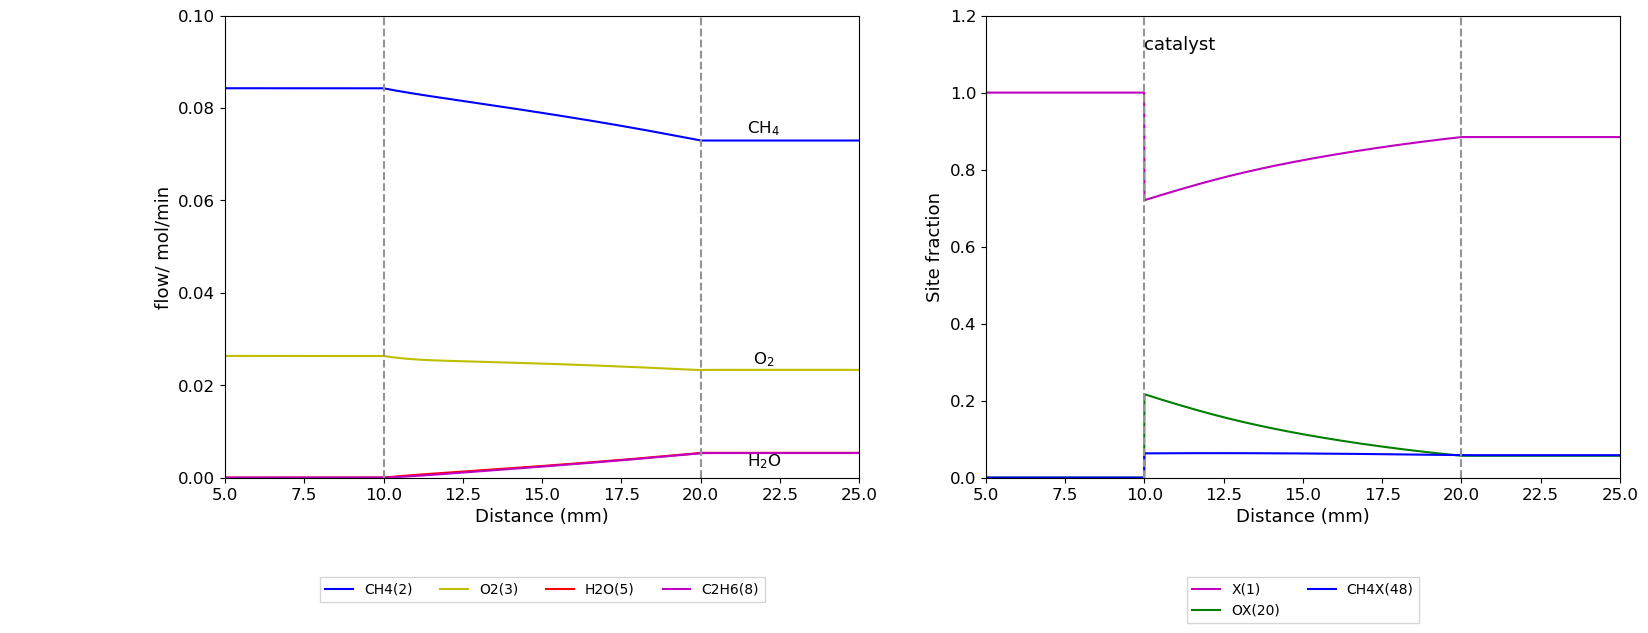 0.10
0.08
0.06
0.04
0.02
0.00
flow/ mol/min
CH₄
O₂
H₂O
5.0 7.5 10.0 12.5 15.0 17.5 20.0 22.5 25.0
Distance (mm)
CH4(2) O2(3) H2O(5) C2H6(8)
1.2
1.0
0.8
0.6
0.4
0.2
0.0
Site fraction
catalyst
5.0 7.5 10.0 12.5 15.0 17.5 20.0 22.5 25.0
Distance (mm)
X(1) CH4X(48)
OX(20)